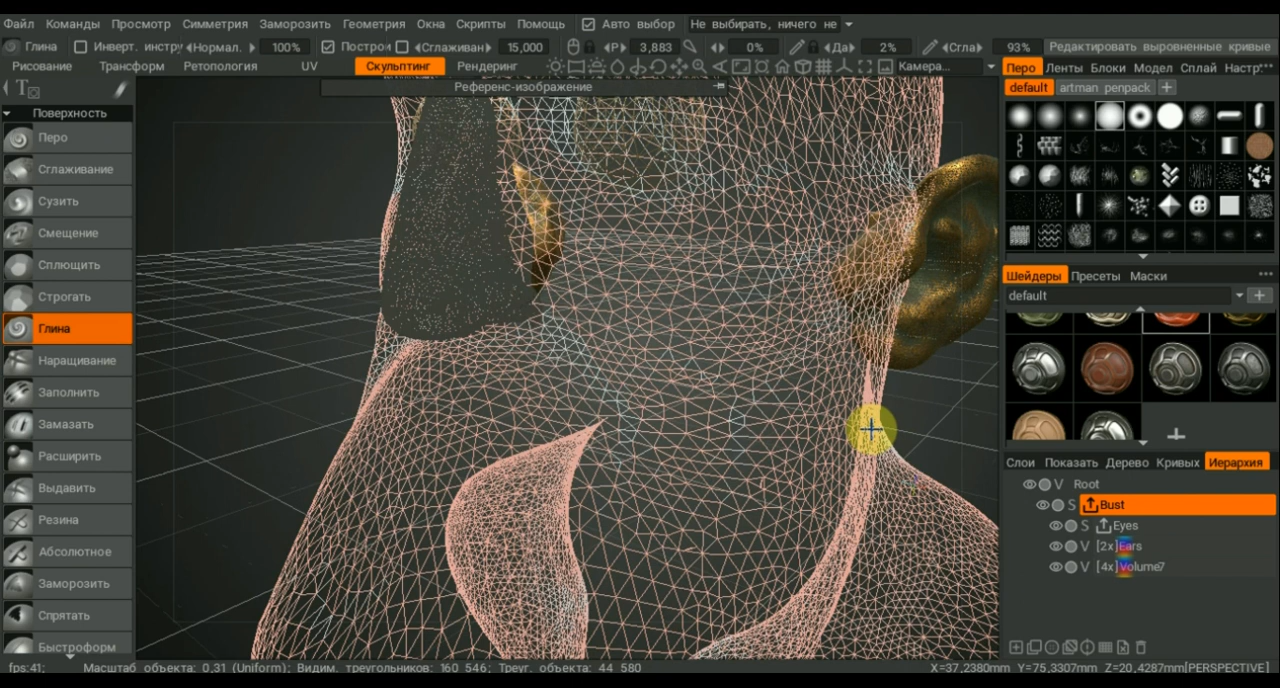 Файл Команды Просмотр Симметрия Заморозить Геометрия Окна Скрипты Помощь Авто выбор Не выбирать, ничего не
Глина Инверт. инстру Нормал. 100% Построи Сглаживан 15,000 P 3,883 0% Да 2% Сгла 93% Редактировать выровненные кривые
Рисование Трансформ Ретопология UV Скульптинг Рендеринг Камера... Перо Ленты Блоки Модел Сплай Настр
Референс-изображение
default artman penpack
Поверхность
Перо
Сглаживание
Сузить
Смещение
Сплющить
Строгать
Глина
Наращивание
Заполнить
Замазать
Расширить
Выдавить
Резина
Абсолютное
Заморозить
Спрятать
Быстроформ
Шейдеры Пресеты Маски
default
Слои Показать Дерево Кривых Иерархия
V Root
S Bust
S Eyes
V [2x]Ears
V [4x]Volume7
fps:41; Масштаб объекта: 0,31 (Uniform); Видим. треугольников: 160 546; Треуг. объекта: 44 580 X=37,2380mm Y=75,3307mm Z=20,4287mm[PERSPECTIVE]